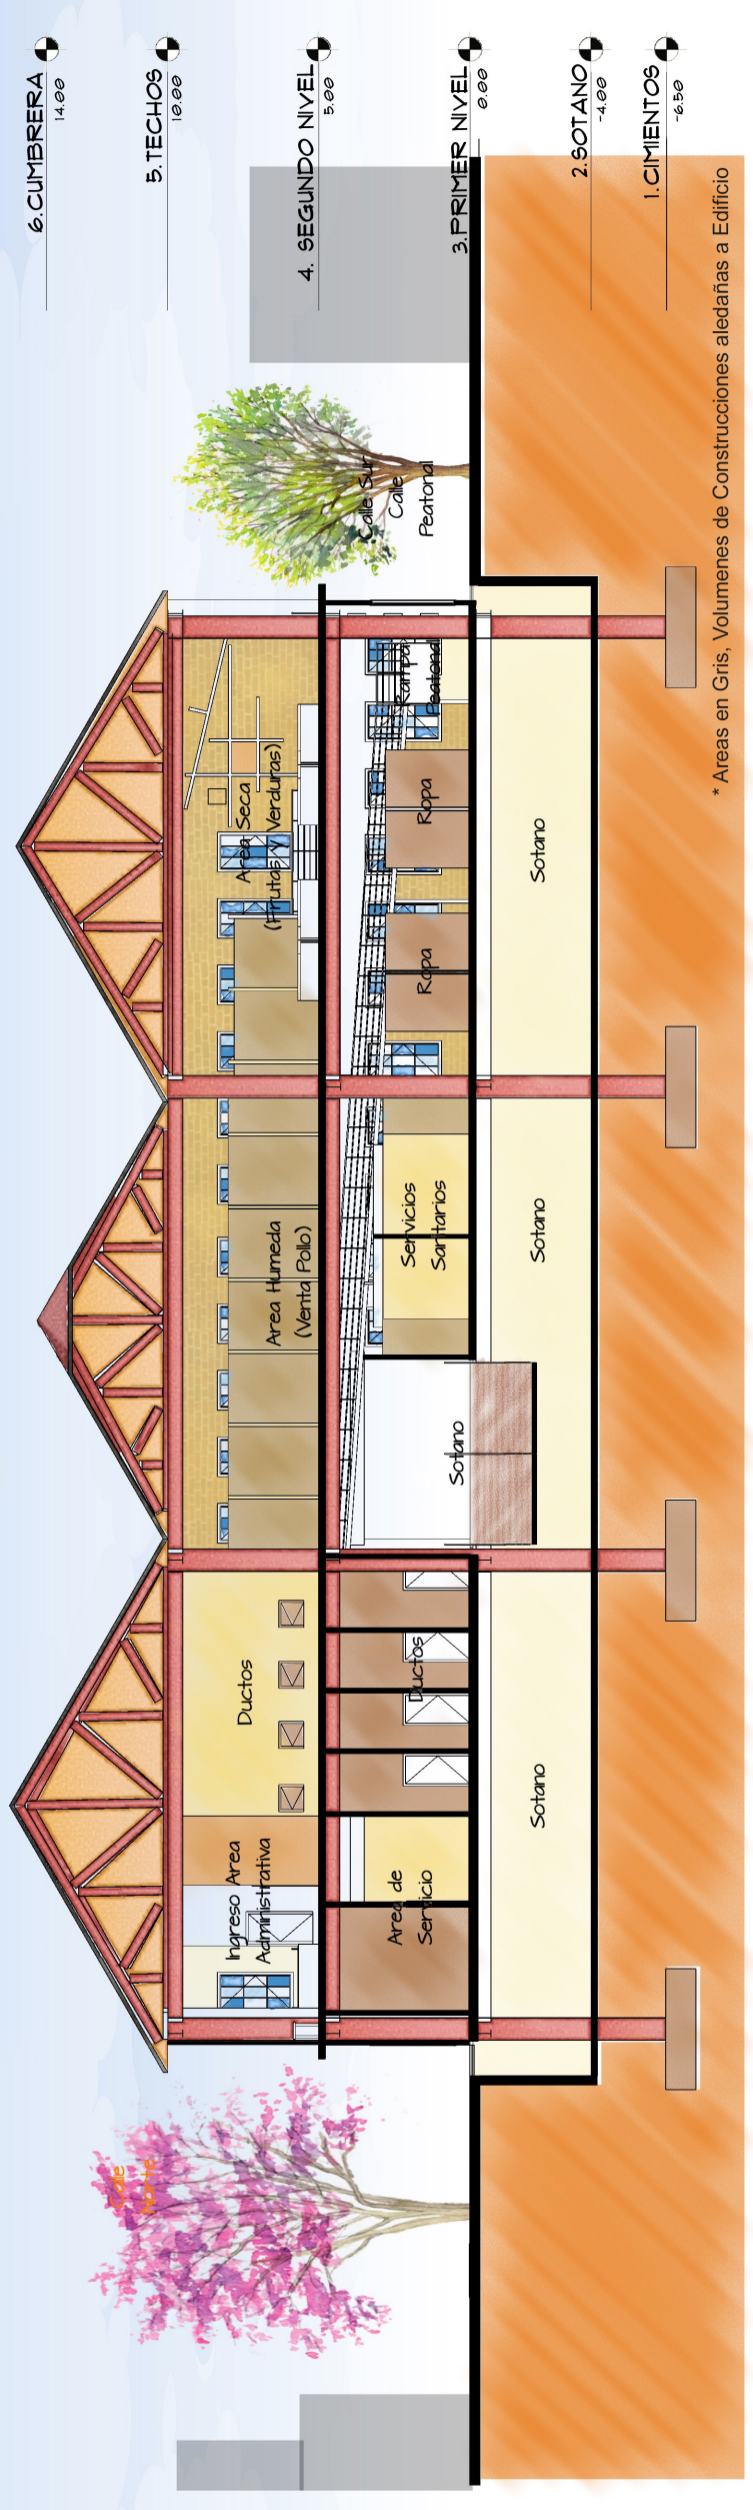 6.CUMBRERA
14.00
5.TECHOS
10.00
4. SEGUNDO NIVEL
5.00
3.PRIMER NIVEL
0.00
2.SOTANO
-4.00
1.CIMIENTOS
-6.50
Calle
Norte
Ingreso Area
Administrativa
Ductos
Area Humeda
(Venta Pollo)
Area Seca
(Frutas y Verduras)
Area de
Servicio
Ductos
Sotano
Servicios
Sanitarios
Ropa
Ropa
Rampa
Peatonal
Calle Sur
Calle
Peatonal
Sotano
Sotano
Sotano
* Areas en Gris, Volumenes de Construcciones aledañas a Edificio